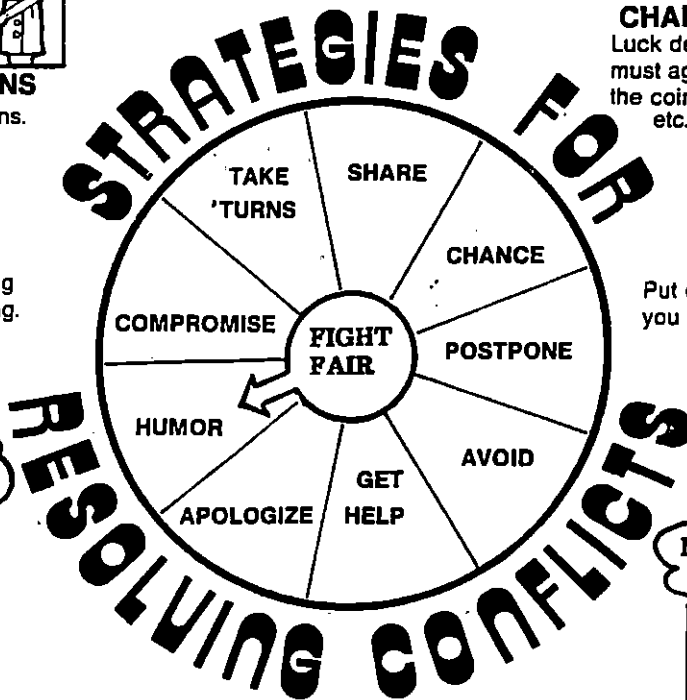 NS
ns.
CHA
Luck de
must ag
the coin
etc.
STRATEGIES FOR
TAKE
'TURNS
SHARE
CHANCE
g
g.
Put
you
COMPROMISE
FIGHT
FAIR
POSTPONE
HUMOR
AVOID
APOLOGIZE
GET
HELP
RESOLVING CONFLICTS